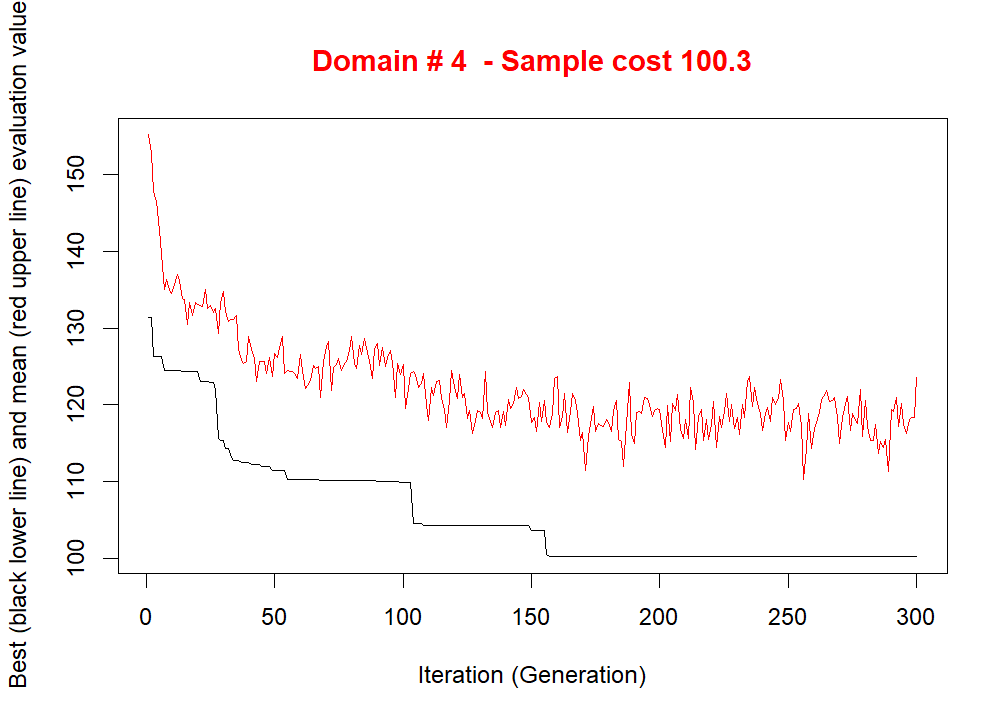 Domain # 4  - Sample cost 100.3
Best (black lower line) and mean (red upper line) evaluation value
150
140
130
120
110
100
0 50 100 150 200 250 300
Iteration (Generation)